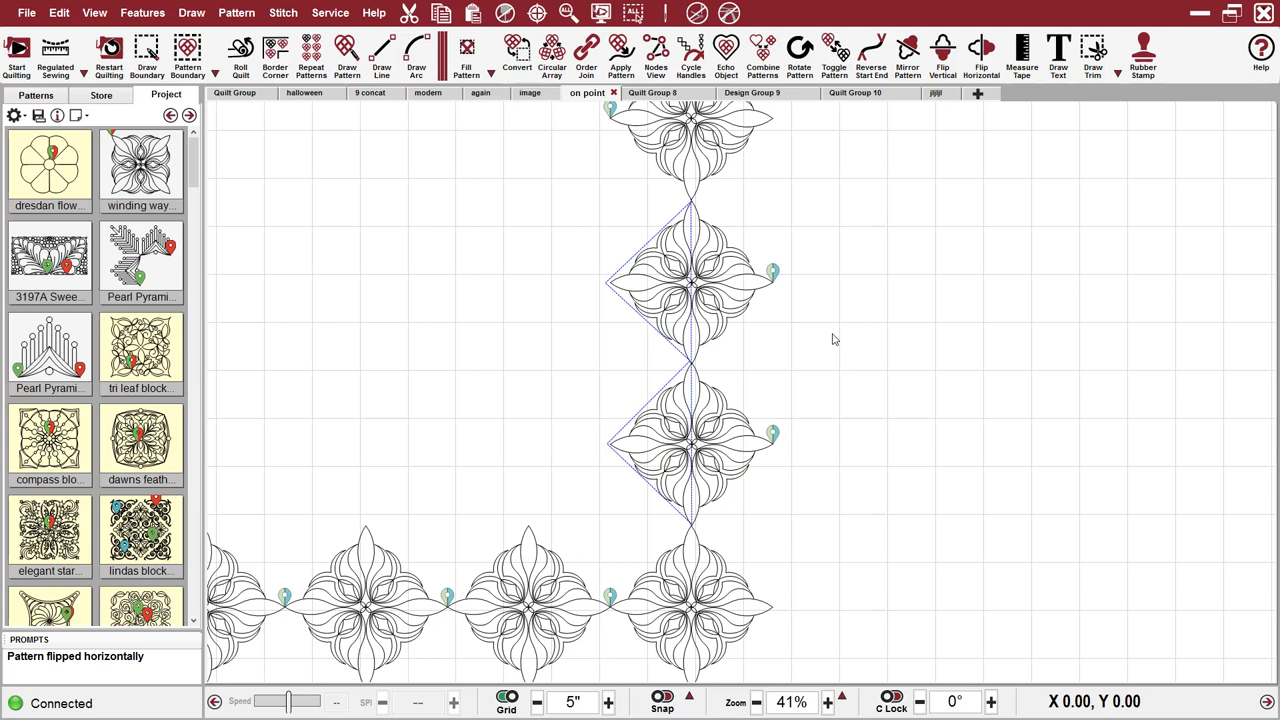 File Edit View Features Draw Pattern Stitch Service Help
ALL
Start Quilting Regulated Sewing Restart Quilting Draw Boundary Pattern Boundary Roll Quilt Border Corner Repeat Patterns Draw Pattern Draw Line Draw Arc Fill Pattern Convert Circular Array Order Join Apply Pattern Nodes View Cycle Handles Echo Object Combine Patterns Rotate Pattern Toggle Pattern Reverse Start End Mirror Pattern Flip Vertical Flip Horizontal Measure Tape Draw Text Draw Trim Rubber Stamp Help
Patterns Store Project
Quilt Group halloween 9 concat modern again image on point Quilt Group 8 Design Group 9 Quilt Group 10
dresdan flow... winding way...
3197A Swee... Pearl Pyrami...
Pearl Pyrami... tri leaf block...
compass blo... dawns feath...
elegant star... lindas block...
PROMPTS
Pattern flipped horizontally
Connected
Speed -- SPI -- Grid 5" Snap Zoom 41% C Lock 0° X 0.00, Y 0.00